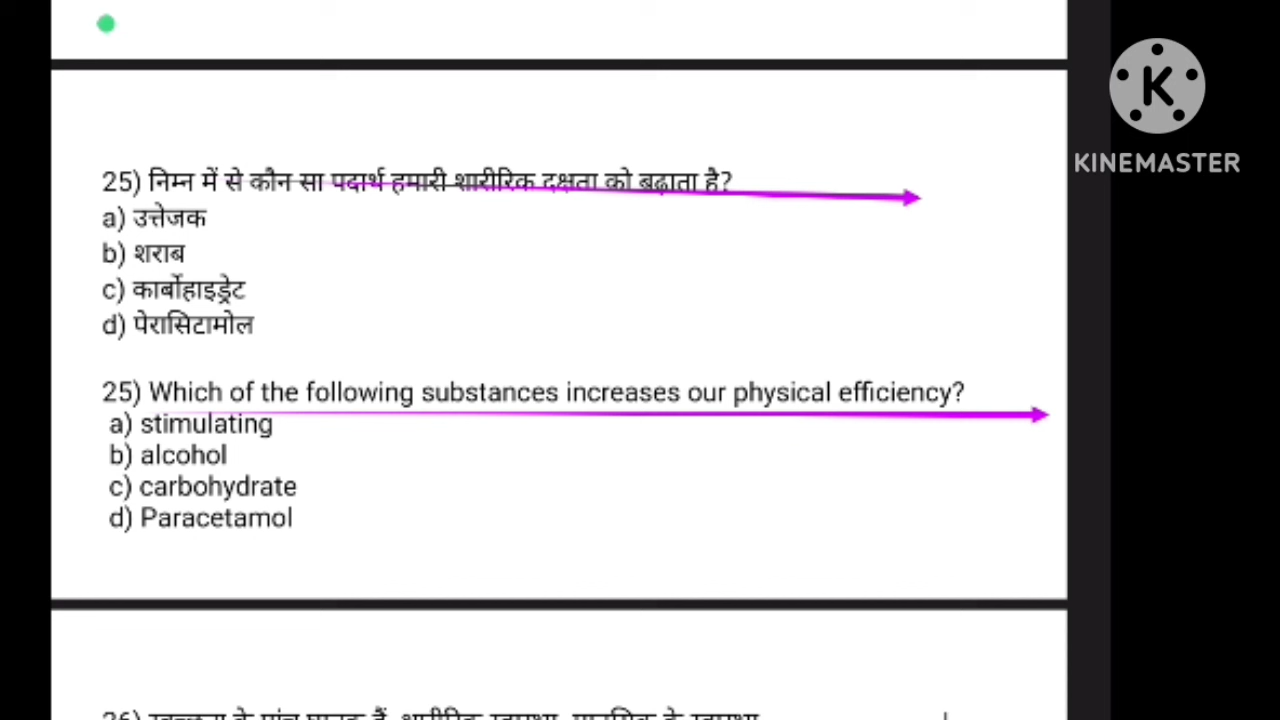 25) निम्न में से कौन सा पदार्थ हमारी शारीरिक दक्षता को बढ़ाता है?
a) उत्तेजक
b) शराब
c) कार्बोहाइड्रेट
d) पेरासिटामोल
25) Which of the following substances increases our physical efficiency?
a) stimulating
b) alcohol
c) carbohydrate
d) Paracetamol
K
KINEMASTER